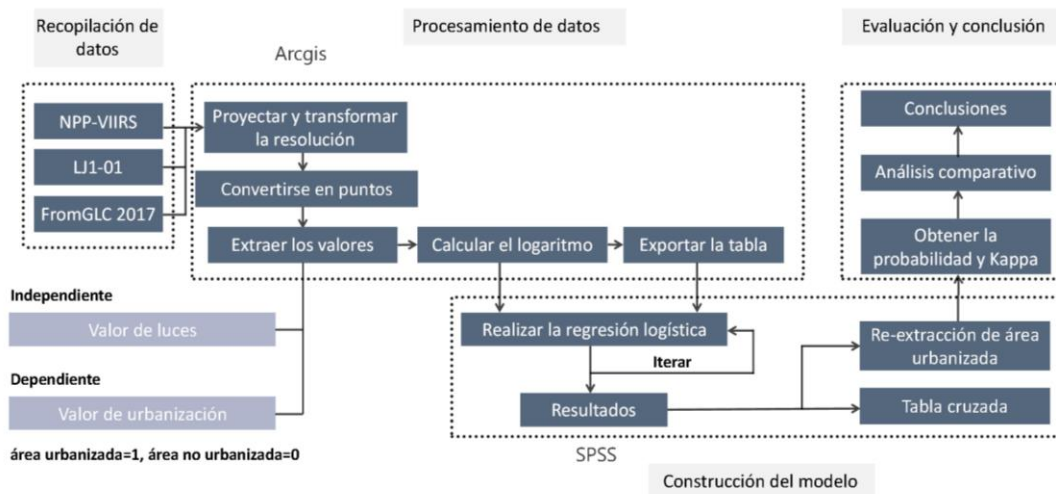 Recopilación de
datos
Procesamiento de datos
Evaluación y conclusión
Arcgis
NPP-VIIRS
LJ1-01
FromGLC 2017
Proyectar y transformar
la resolución
Convertirse en puntos
Extraer los valores
Calcular el logaritmo
Exportar la tabla
Conclusiones
Análisis comparativo
Obtener la
probabilidad y Kappa
Independiente
Valor de luces
Dependiente
Valor de urbanización
área urbanizada=1, área no urbanizada=0
Realizar la regresión logística
Iterar
Resultados
Re-extracción de área
urbanizada
Tabla cruzada
SPSS
Construcción del modelo